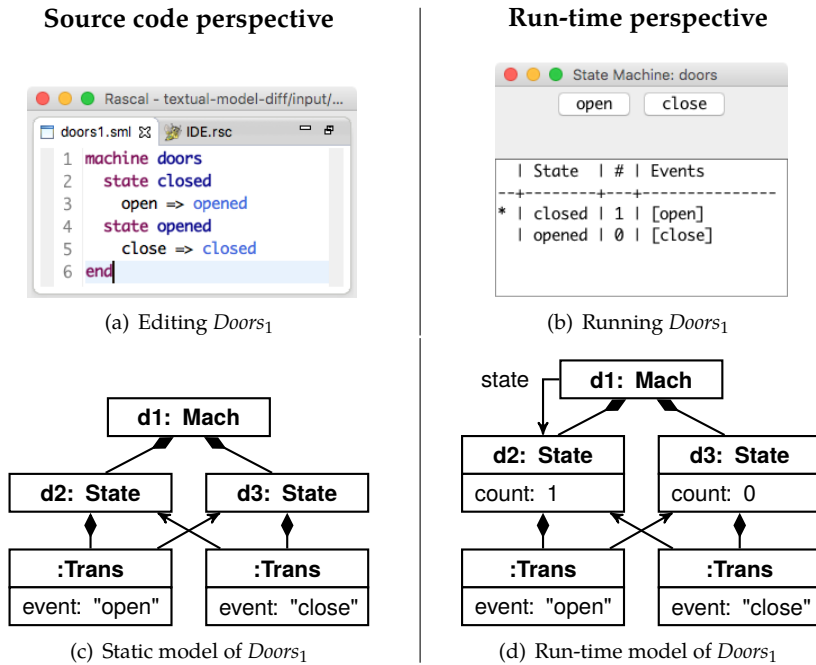 Source code perspective
Run-time perspective
Rascal - textual-model-diff/input/...
doors1.sml IDE.rsc
1 machine doors
2 state closed
3 open => opened
4 state opened
5 close => closed
6 end
(a) Editing Doors1
State Machine: doors
open close
| State | # | Events
--+--------+---+---------------
* | closed | 1 | [open]
| opened | 0 | [close]
(b) Running Doors1
d1: Mach
d2: State d3: State
:Trans :Trans
event: "open" event: "close"
(c) Static model of Doors1
state
d1: Mach
d2: State d3: State
count: 1 count: 0
:Trans :Trans
event: "open" event: "close"
(d) Run-time model of Doors1